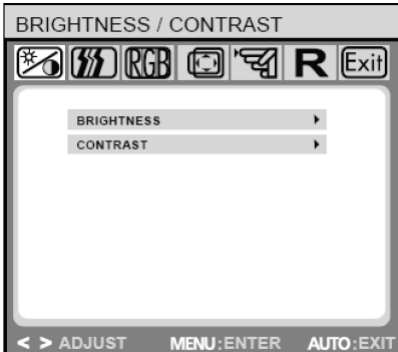 BRIGHTNESS / CONTRAST
RGB R Exit
BRIGHTNESS
CONTRAST
< > ADJUST MENU:ENTER AUTO:EXIT